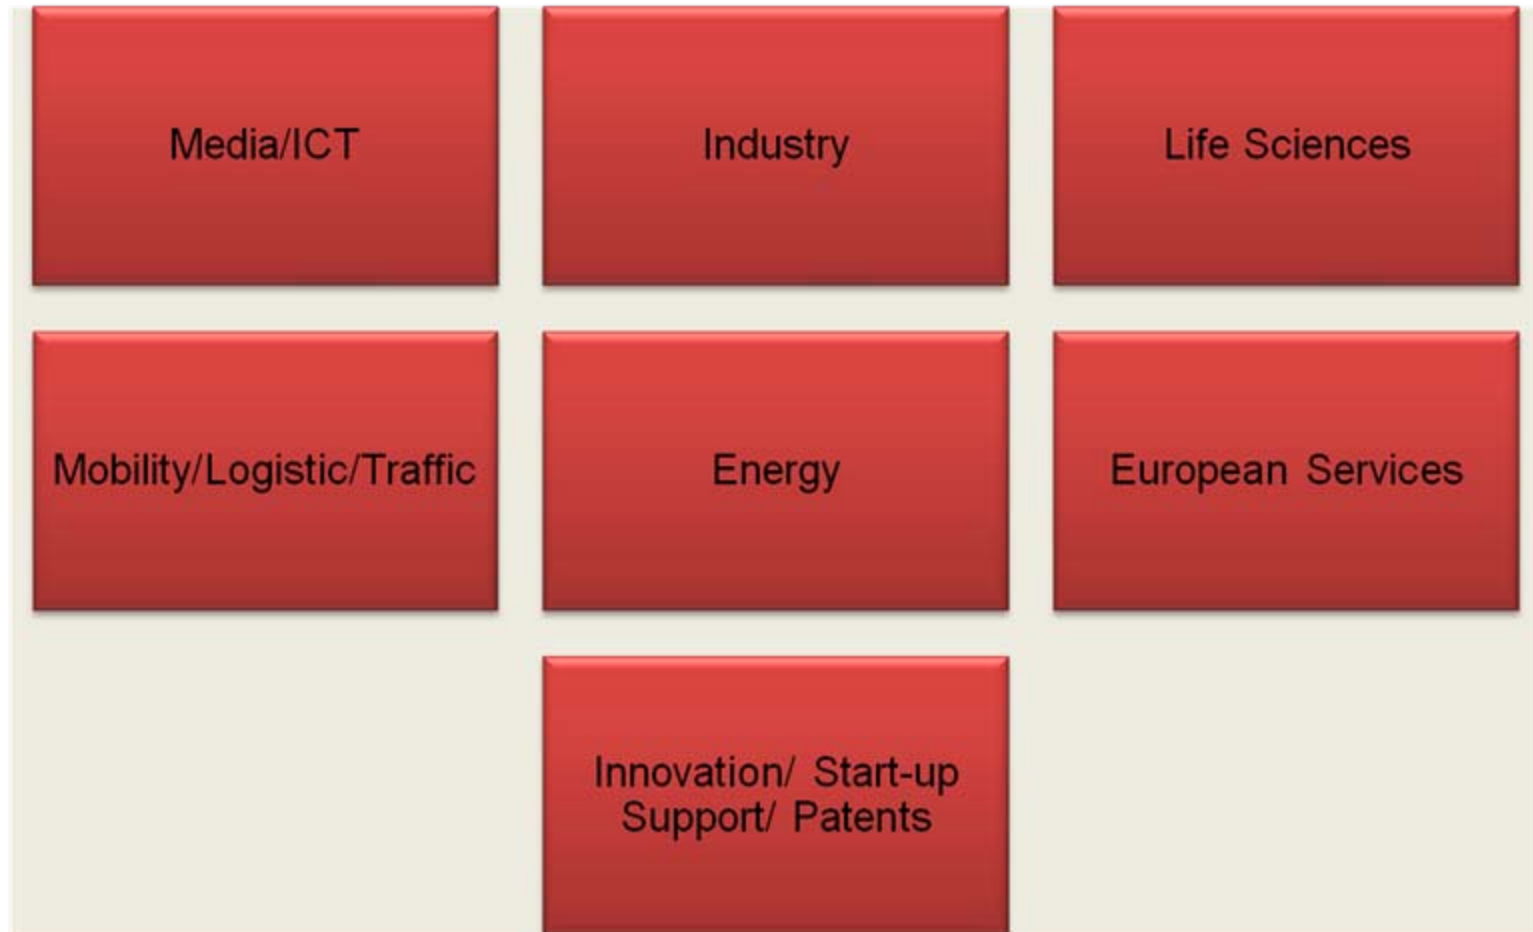 Media/ICT
Industry
Life Sciences
Mobility/Logistic/Traffic
Energy
European Services
Innovation/ Start-up
Support/ Patents